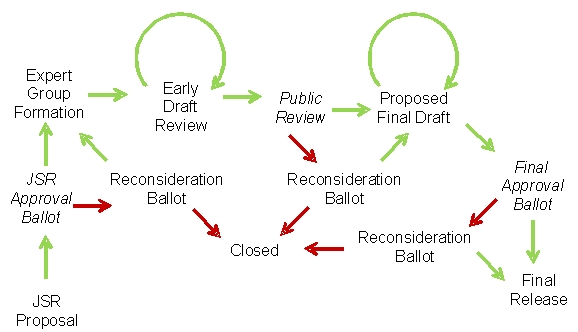 Expert
Group
Formation
Early
Draft
Review
Public
Review
Proposed
Final Draft
JSR
Approval
Ballot
Reconsideration
Ballot
Reconsideration
Ballot
Final
Approval
Ballot
Closed
Reconsideration
Ballot
JSR
Proposal
Final
Release